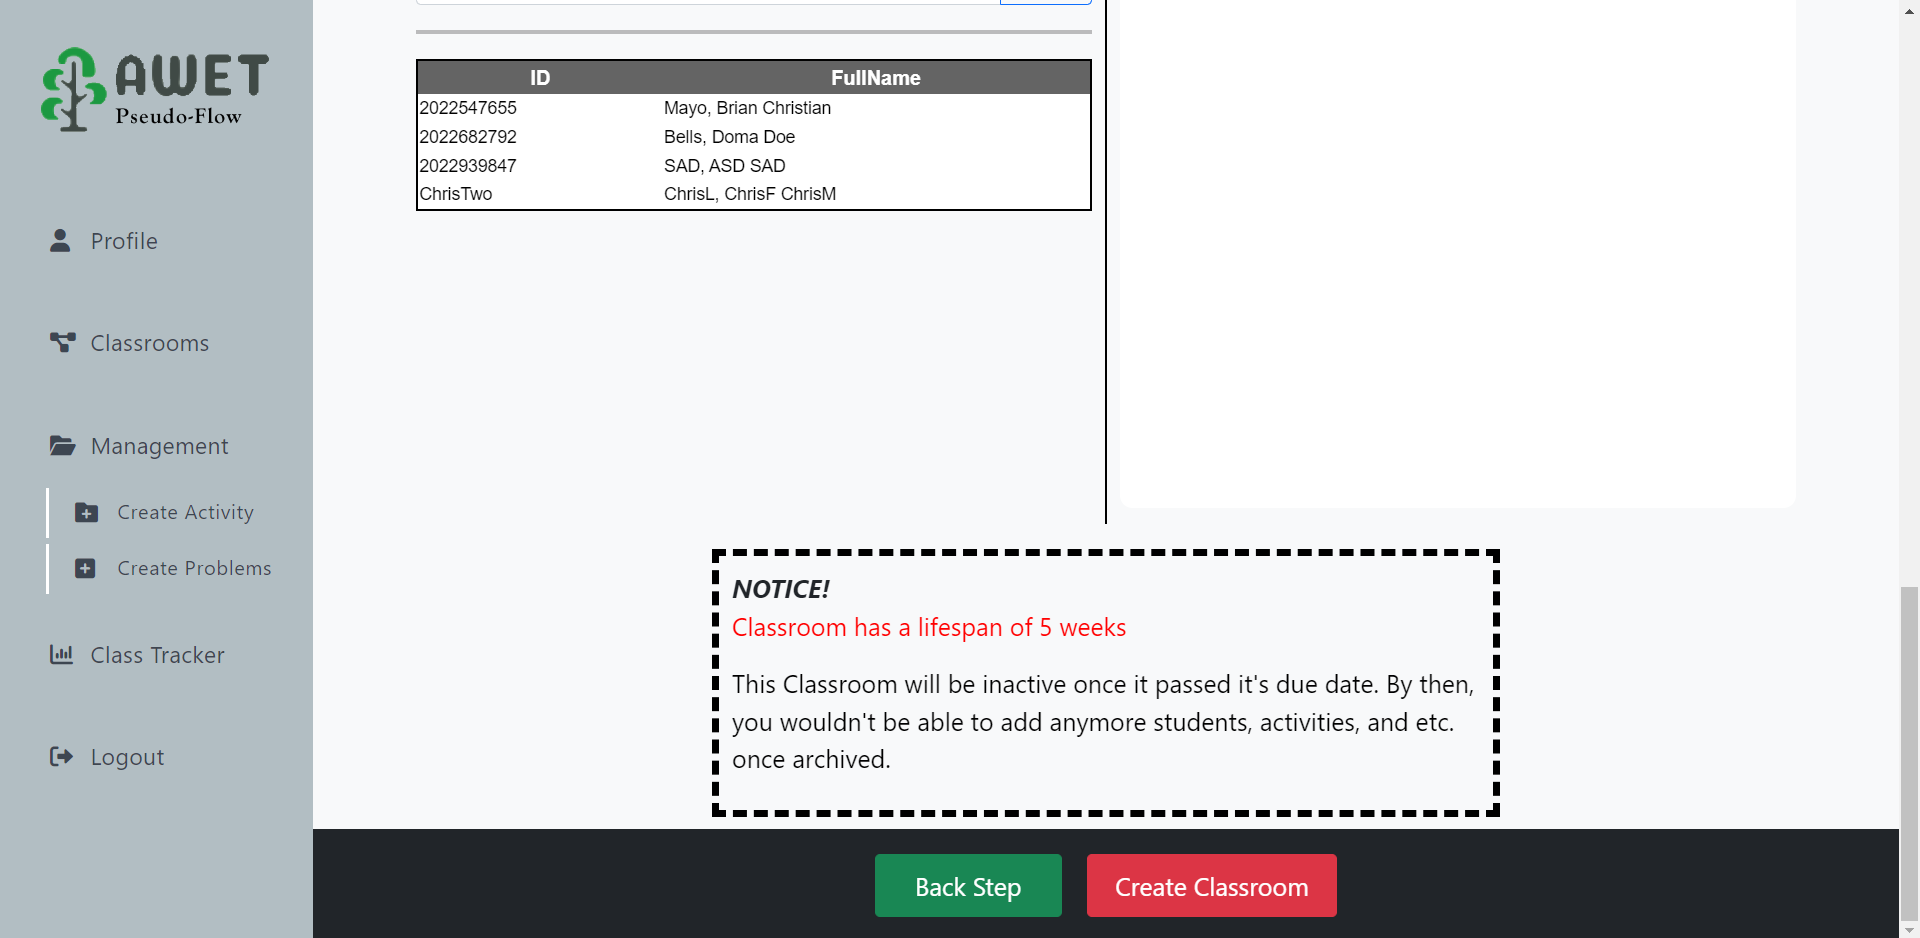 AWET
Pseudo-Flow
Profile
Classrooms
Management
Create Activity
Create Problems
Class Tracker
Logout
ID FullName
2022547655 Mayo, Brian Christian
2022682792 Bells, Doma Doe
2022939847 SAD, ASD SAD
ChrisTwo ChrisL, ChrisF ChrisM
NOTICE!
Classroom has a lifespan of 5 weeks
This Classroom will be inactive once it passed it's due date. By then,
you wouldn't be able to add anymore students, activities, and etc.
once archived.
Back Step
Create Classroom